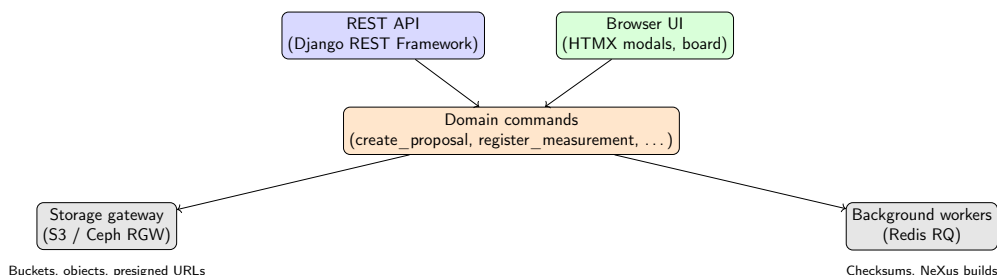 REST API
(Django REST Framework)
Browser UI
(HTMX modals, board)
Domain commands
(create_proposal, register_measurement, ...)
Storage gateway
(S3 / Ceph RGW)
Background workers
(Redis RQ)
Buckets, objects, presigned URLs
Checksums, NeXus builds